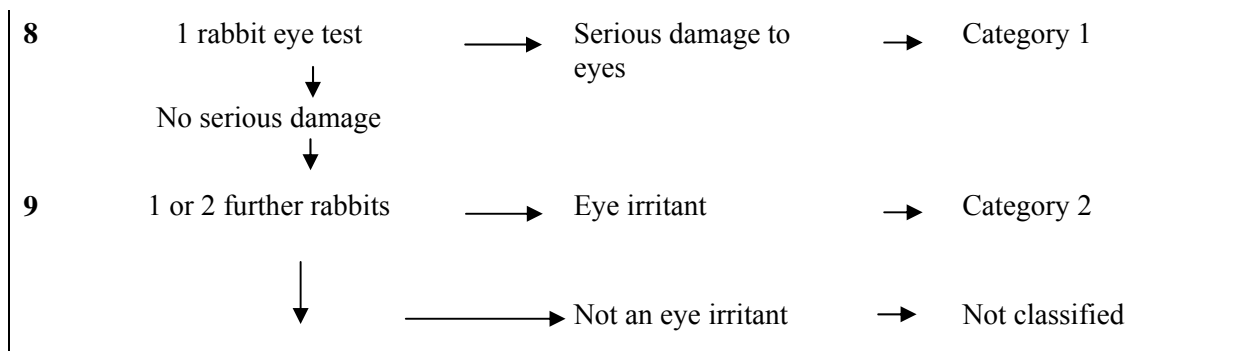 8 1 rabbit eye test Serious damage to Category 1
eyes
No serious damage
9 1 or 2 further rabbits Eye irritant Category 2
Not an eye irritant Not classified